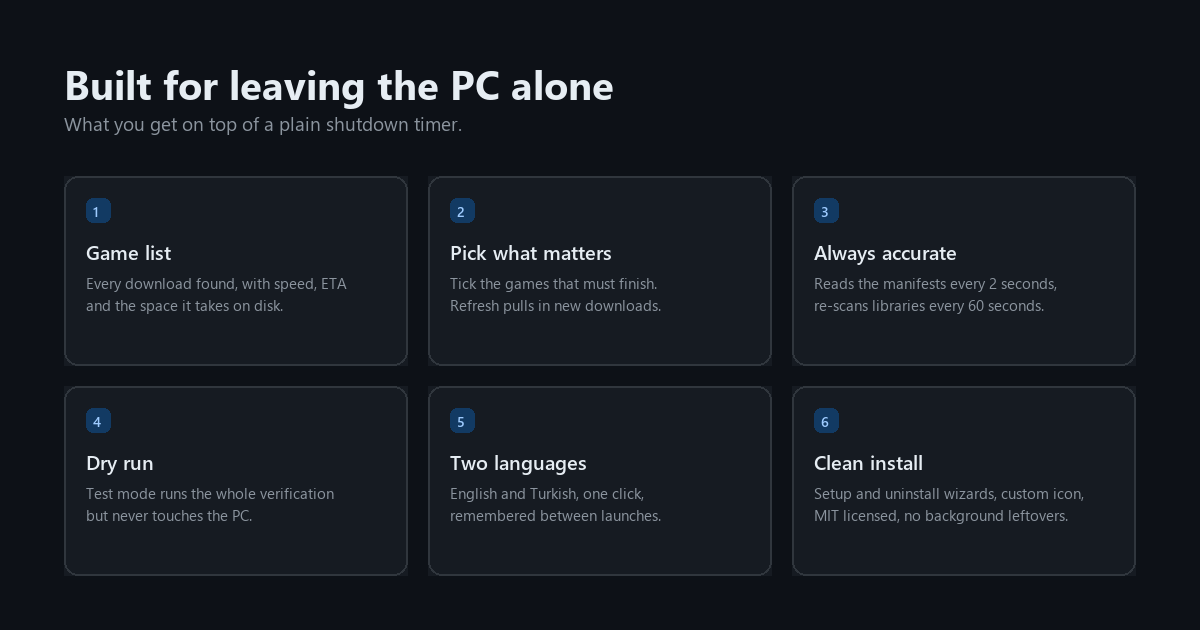 Built for leaving the PC alone
What you get on top of a plain shutdown timer.
1
Game list
Every download found, with speed, ETA
and the space it takes on disk.
2
Pick what matters
Tick the games that must finish.
Refresh pulls in new downloads.
3
Always accurate
Reads the manifests every 2 seconds,
re-scans libraries every 60 seconds.
4
Dry run
Test mode runs the whole verification
but never touches the PC.
5
Two languages
English and Turkish, one click,
remembered between launches.
6
Clean install
Setup and uninstall wizards, custom icon,
MIT licensed, no background leftovers.